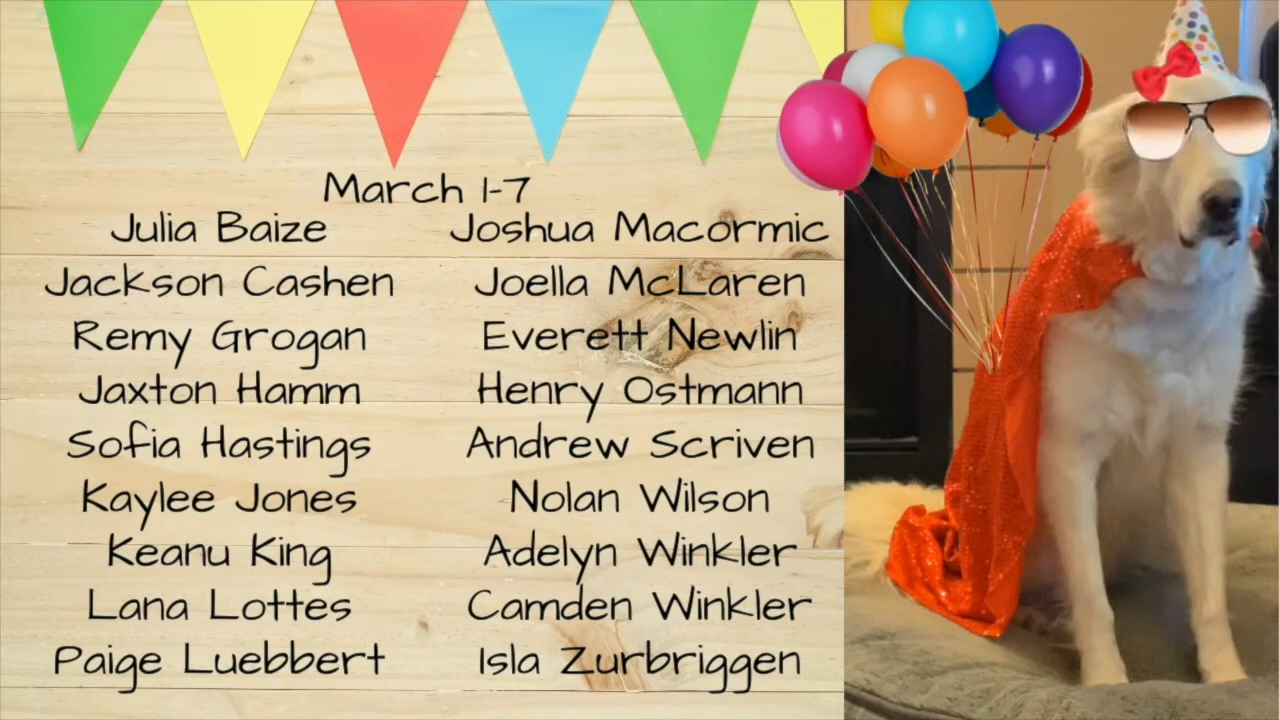 March 1-7
Julia Baize
Jackson Cashen
Remy Grogan
Jaxton Hamm
Sofia Hastings
Kaylee Jones
Keanu King
Lana Lottes
Paige Luebbert
Joshua Macormic
Joella McLaren
Everett Newlin
Henry Ostmann
Andrew Scriven
Nolan Wilson
Adelyn Winkler
Camden Winkler
Isla Zurbriggen